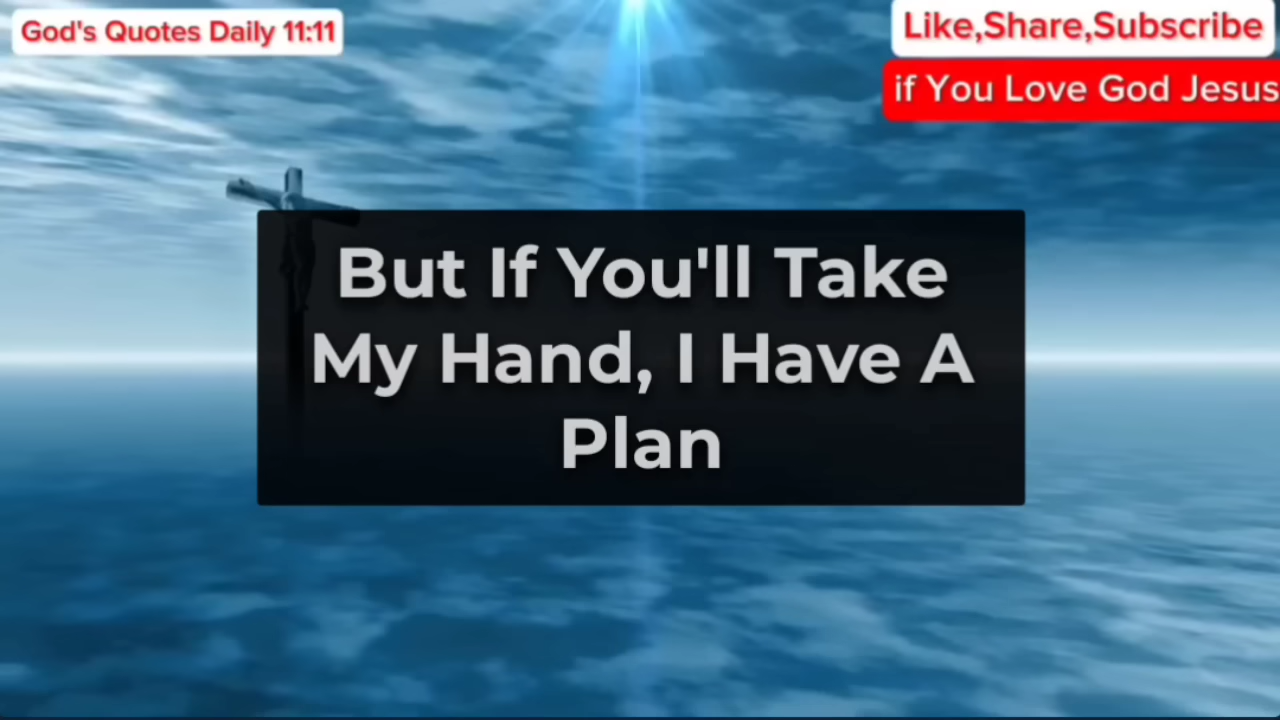 God's Quotes Daily 11:11
Like,Share,Subscribe
if You Love God Jesus
But If You'll Take
My Hand, I Have A
Plan